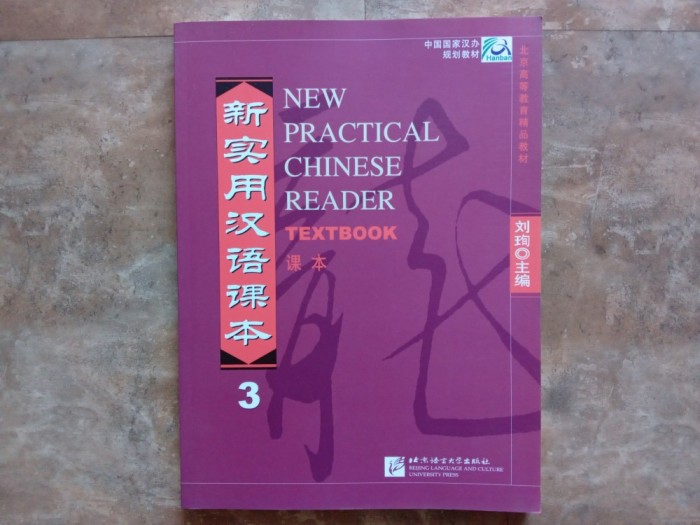 中国国家汉办
规划教材
Hanban
北京高等教育精品教材
新实用汉语课本
3
NEW
PRACTICAL
CHINESE
READER
TEXTBOOK
课本
刘珣◎主编
北京语言大学出版社
BEIJING LANGUAGE AND CULTURE
UNIVERSITY PRESS